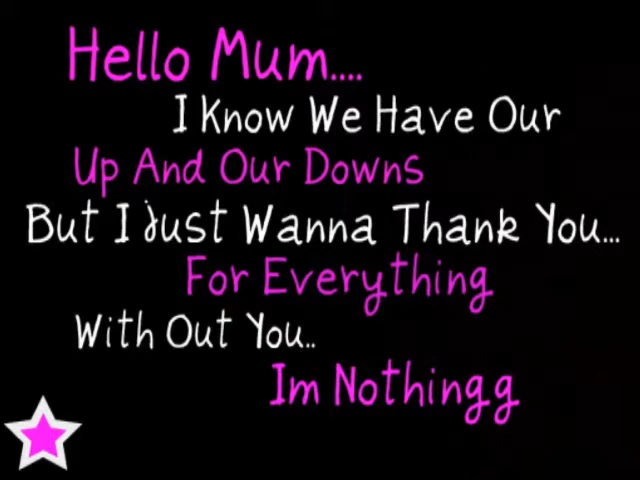 Hello Mum....
I Know We Have Our
Up And Our Downs
But I Just Wanna Thank You...
For Everything
With Out You..
Im Nothingg